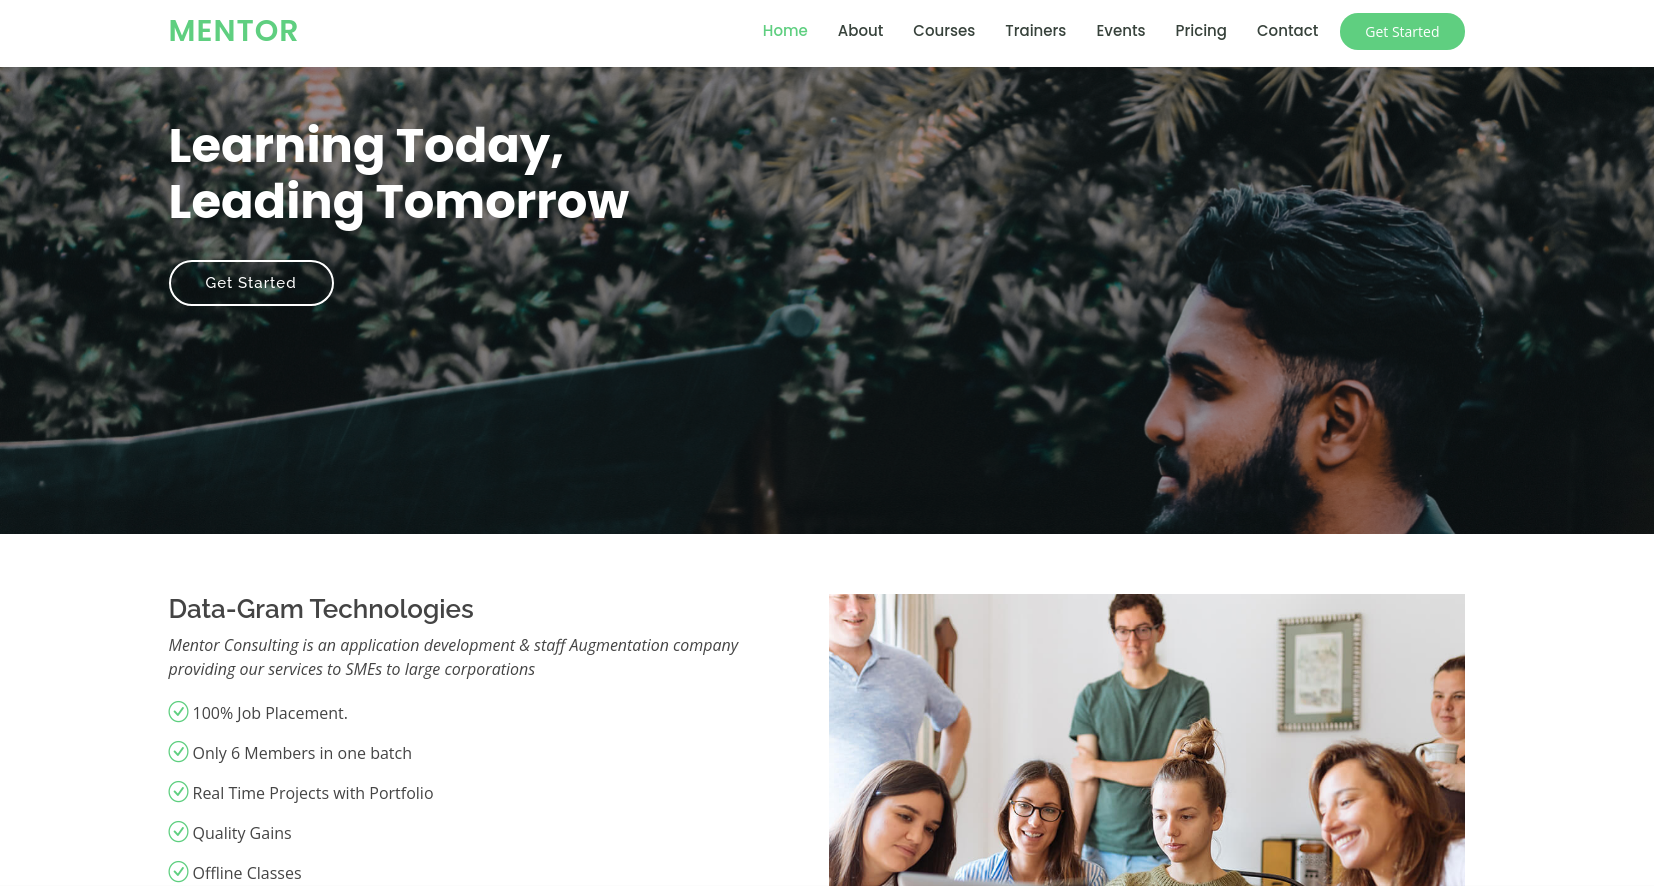 MENTOR
Home About Courses Trainers Events Pricing Contact Get Started
Learning Today,
Leading Tomorrow
Get Started
Data-Gram Technologies
Mentor Consulting is an application development & staff Augmentation company
providing our services to SMEs to large corporations
100% Job Placement.
Only 6 Members in one batch
Real Time Projects with Portfolio
Quality Gains
Offline Classes